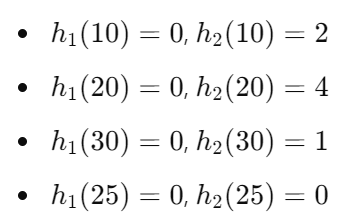 • h₁(10) = 0, h₂(10) = 2
• h₁(20) = 0, h₂(20) = 4
• h₁(30) = 0, h₂(30) = 1
• h₁(25) = 0, h₂(25) = 0